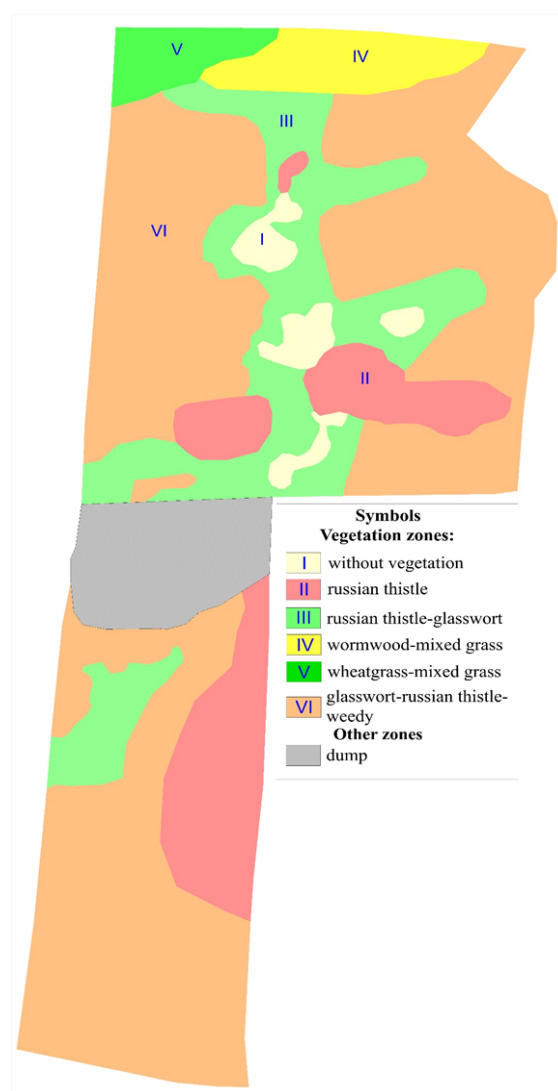 V
IV
III
VI
I
II
Symbols
Vegetation zones:
I without vegetation
II russian thistle
III russian thistle-glasswort
IV wormwood-mixed grass
V wheatgrass-mixed grass
VI glasswort-russian thistle-
weedy
Other zones
dump